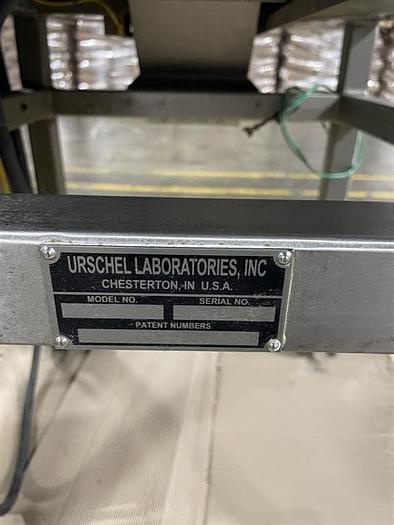 URSCHEL LABORATORIES, INC
CHESTERTON, IN U.S.A.
MODEL NO. SERIAL NO.
PATENT NUMBERS